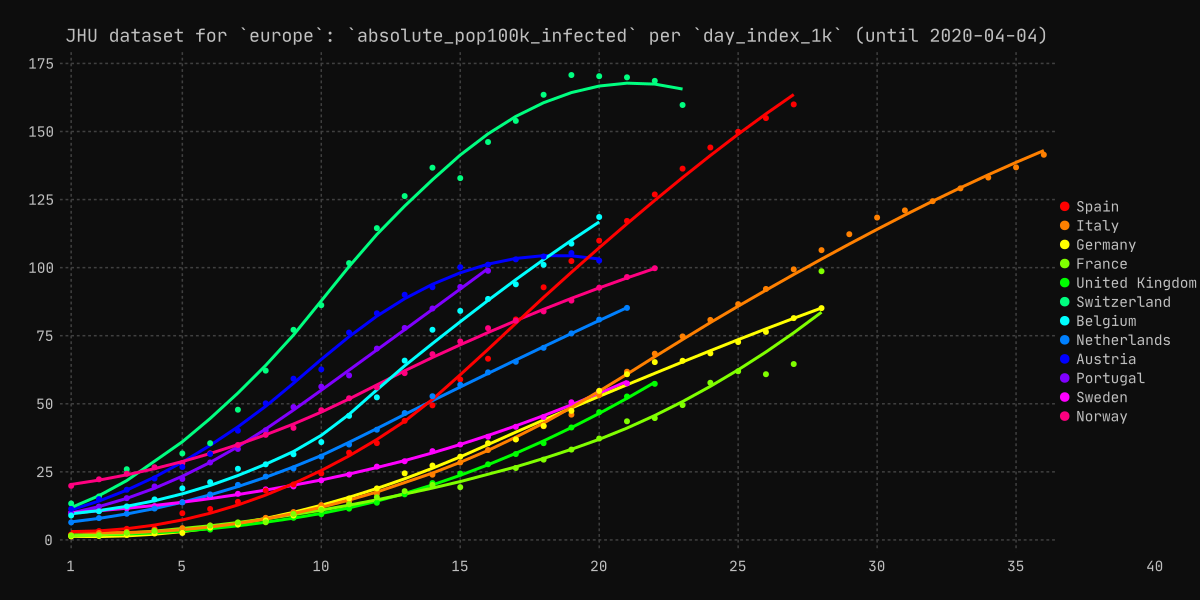 JHU dataset for `europe`: `absolute_pop100k_infected` per `day_index_1k` (until 2020-04-04)
175
150
125
100
75
50
25
0
1 5 10 15 20 25 30 35 40
Spain
Italy
Germany
France
United Kingdom
Switzerland
Belgium
Netherlands
Austria
Portugal
Sweden
Norway